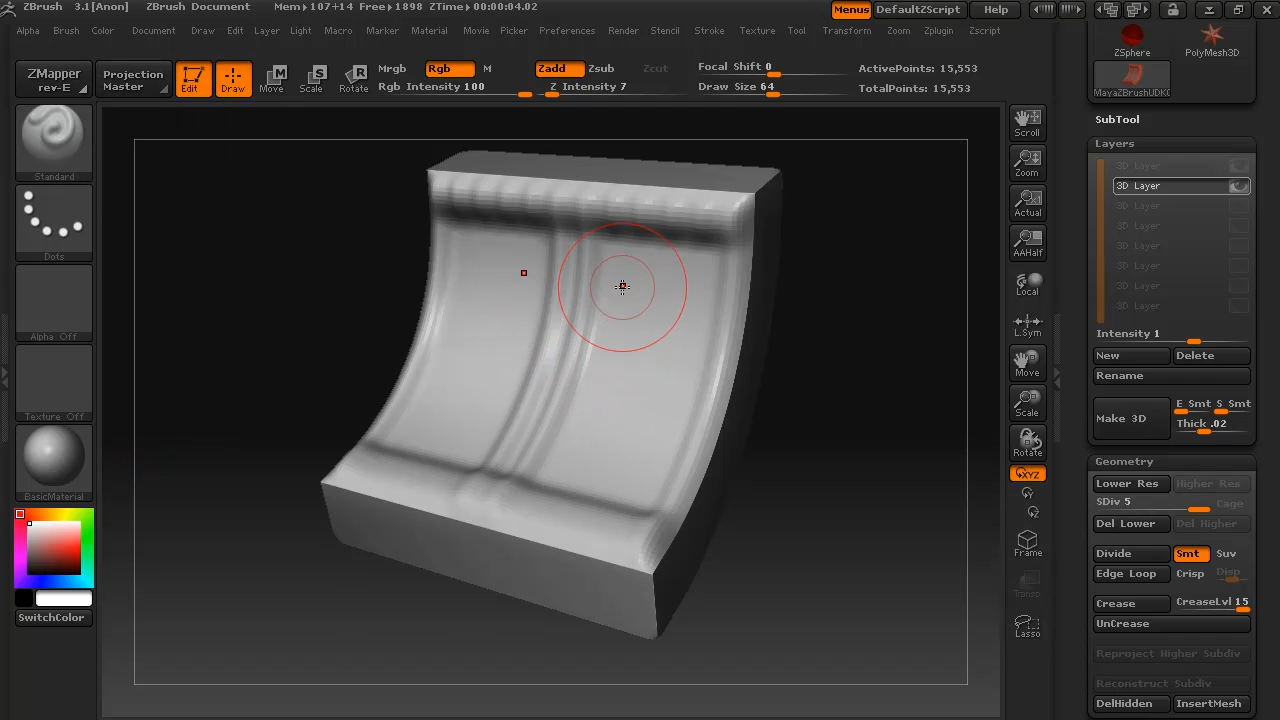 ZBrush 3.1[Anon] ZBrush Document Mem▶107+14 Free▶1898 ZTime▶00:00:04.02 Menus DefaultZScript Help
Alpha Brush Color Document Draw Edit Layer Light Macro Marker Material Movie Picker Preferences Render Stencil Stroke Texture Tool Transform Zoom Zplugin Zscript
ZMapper
rev-E
Projection
Master
Edit
Draw
Move
Scale
Rotate
Mrgb Rgb M
Rgb Intensity 100
Zadd Zsub Zcut
Z Intensity 7
Focal Shift 0
Draw Size 64
ActivePoints 15,553
TotalPoints 15,553
Standard
Dots
Alpha Off
Texture Off
BasicMaterial
SwitchColor
Scroll
Zoom
Actual
AAHalf
Local
L.Sym
Move
Scale
Rotate
XYZ
Y
Z
Frame
Transp
Lasso
ZSphere
PolyMesh3D
MayaZBrushUDK
SubTool
Layers
3D Layer
3D Layer
3D Layer
3D Layer
3D Layer
3D Layer
3D Layer
3D Layer
Intensity 1
New Delete
Rename
Make 3D
E Smt S Smt
Thick .02
Geometry
Lower Res Higher Res
SDiv 5 Cage
Del Lower Del Higher
Divide Smt Suv
Edge Loop Crisp Disp
Crease CreaseLvl 15
UnCrease
Reproject Higher Subdiv
Reconstruct Subdiv
DelHidden InsertMesh